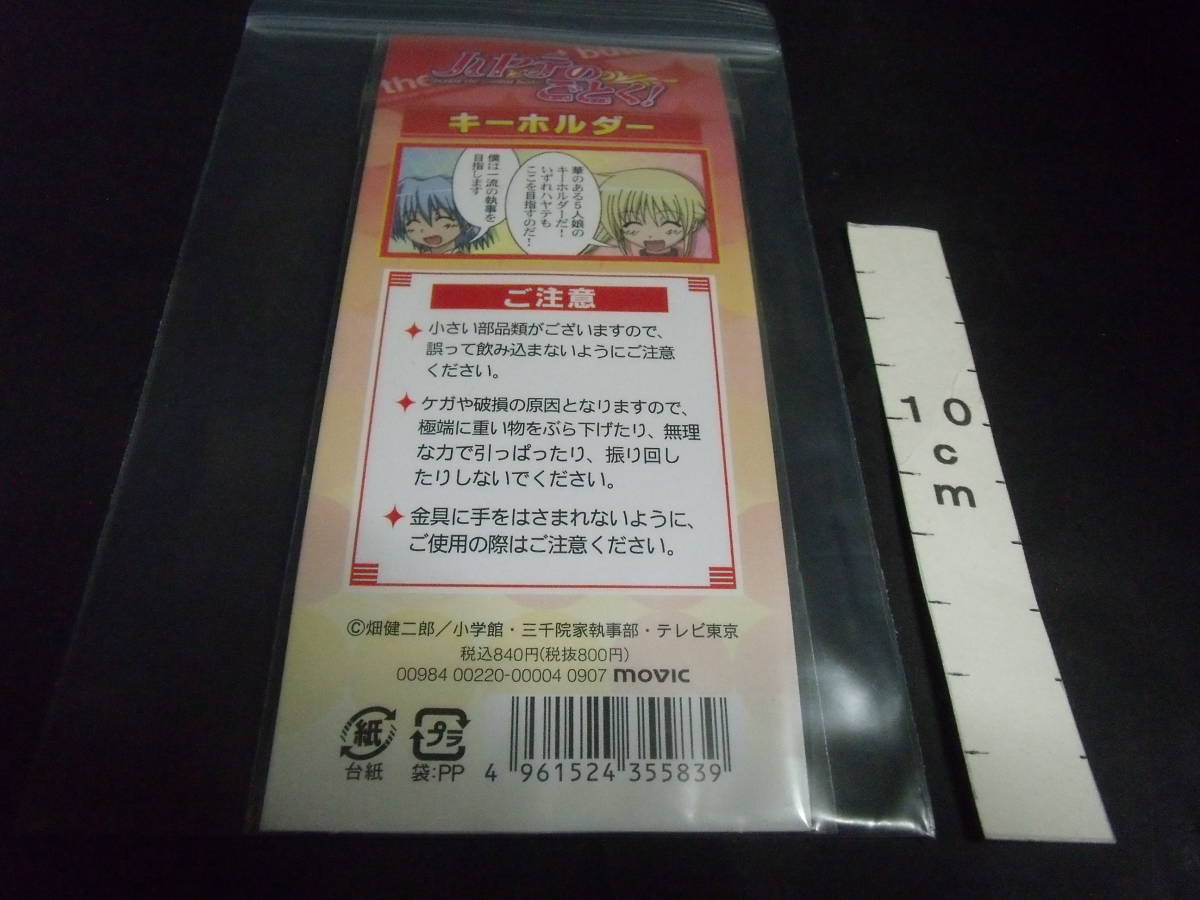 the
ハヤテのごとく!
キーホルダー
華のある5人娘の
キーホルダーだ!
いずれハヤテも
ここを目指すのだ!
僕は一流の執事を
目指します
ご注意
小さい部品類がございますので、
誤って飲み込まないようにご注意
ください。
ケガや破損の原因となりますので、
極端に重い物をぶら下げたり、無理
な力で引っぱったり、振り回し
たりしないでください。
金具に手をはさまれないように、
ご使用の際はご注意ください。
©畑健二郎/小学館・三千院家執事部・テレビ東京
税込840円(税抜800円)
00984 00220-00004 0907 movic
紙
台紙
プラ
袋:PP
4 961524 355839
10
c
m